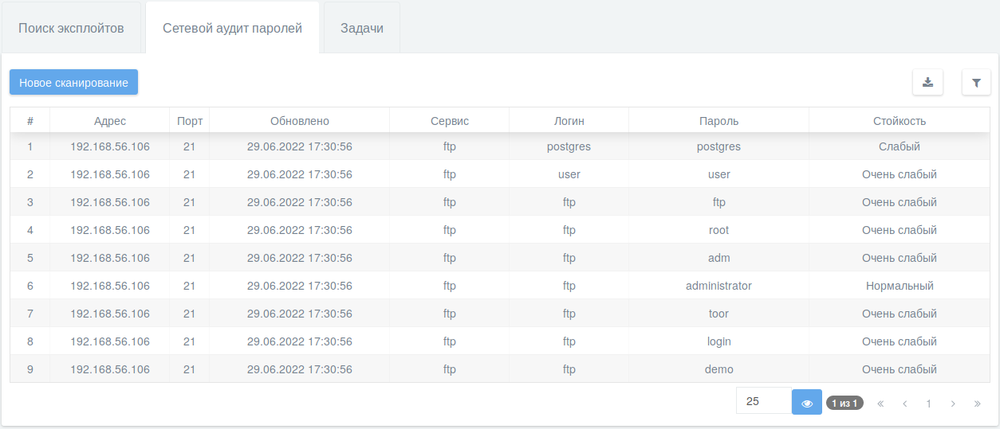 Поиск эксплойтов Сетевой аудит паролей Задачи
Новое сканирование
# Адрес Порт Обновлено Сервис Логин Пароль Стойкость
1 192.168.56.106 21 29.06.2022 17:30:56 ftp postgres postgres Слабый
2 192.168.56.106 21 29.06.2022 17:30:56 ftp user user Очень слабый
3 192.168.56.106 21 29.06.2022 17:30:56 ftp ftp ftp Очень слабый
4 192.168.56.106 21 29.06.2022 17:30:56 ftp ftp root Очень слабый
5 192.168.56.106 21 29.06.2022 17:30:56 ftp ftp adm Очень слабый
6 192.168.56.106 21 29.06.2022 17:30:56 ftp ftp administrator Нормальный
7 192.168.56.106 21 29.06.2022 17:30:56 ftp ftp toor Очень слабый
8 192.168.56.106 21 29.06.2022 17:30:56 ftp ftp login Очень слабый
9 192.168.56.106 21 29.06.2022 17:30:56 ftp ftp demo Очень слабый
25 1 из 1 « ‹ 1 › »